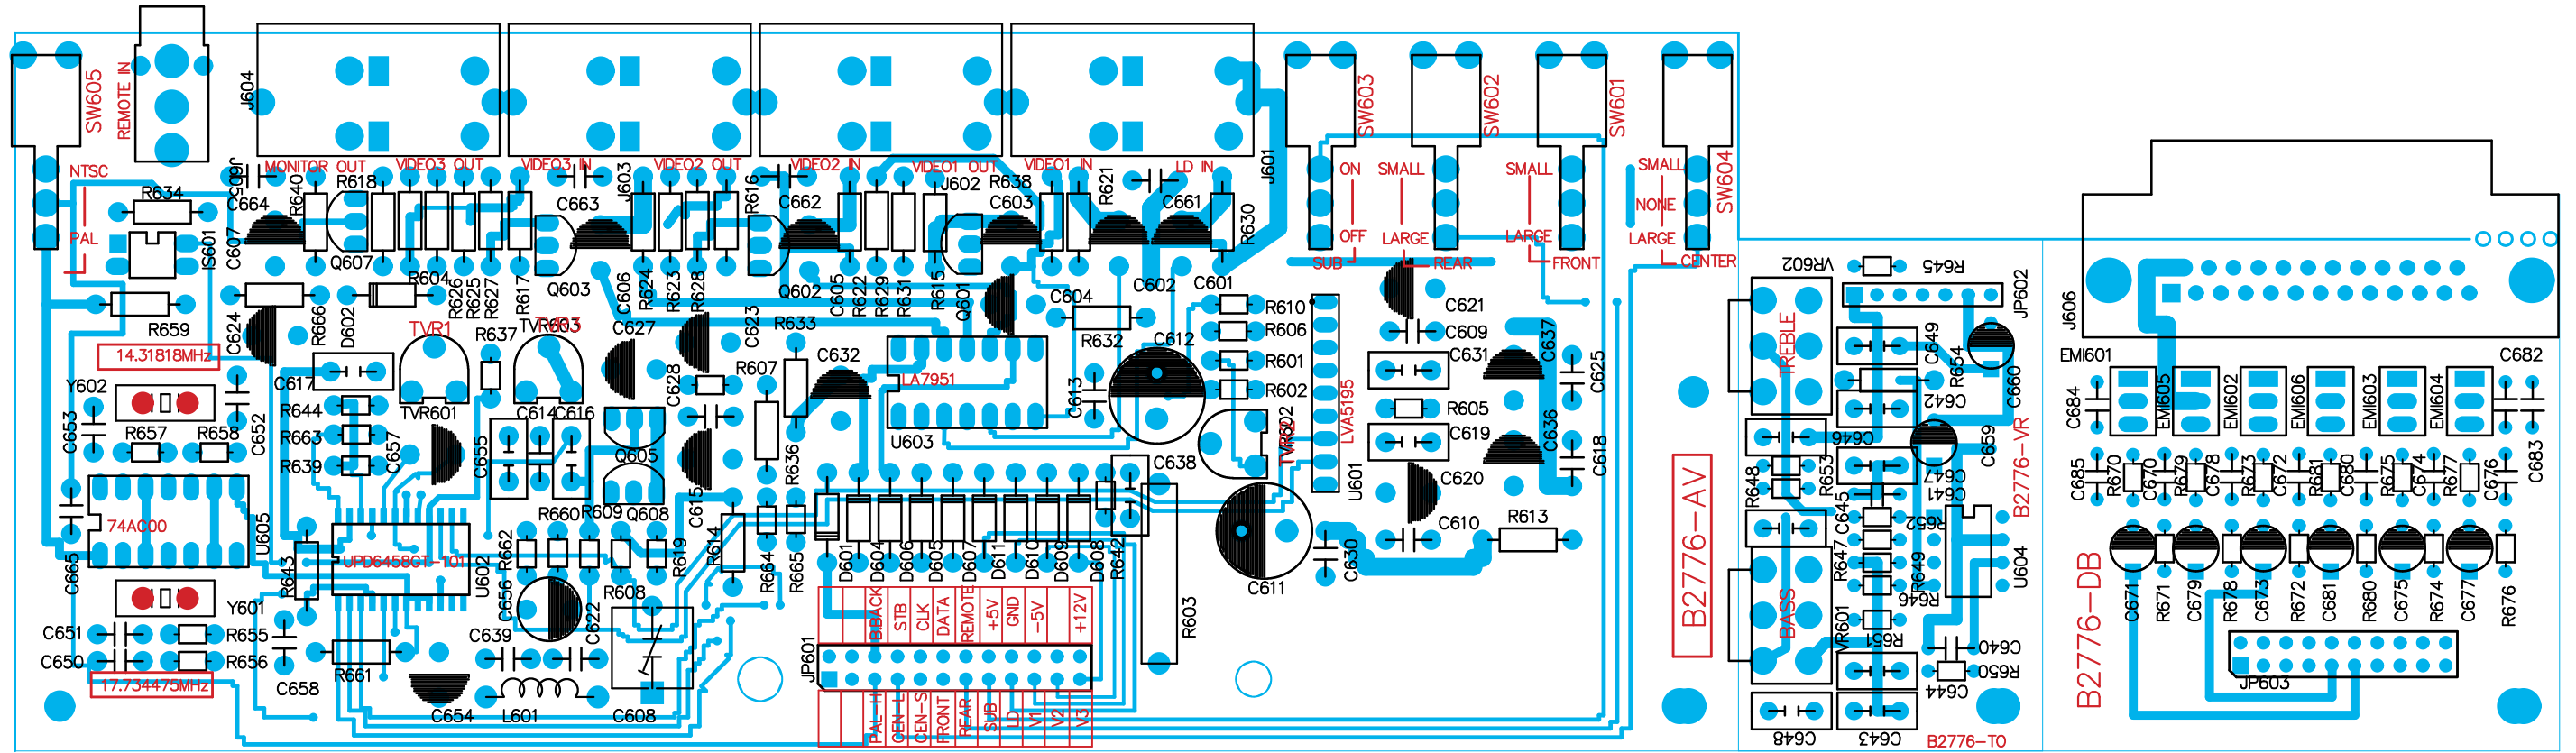 SW605
REMOTE IN
J604
NTSC
PAL
R634
IS601
R659
MONITOR OUT
VIDEO3 OUT
VIDEO3 IN
VIDEO2 OUT
VIDEO2 IN
VIDEO1 OUT
VIDEO1 IN
LD IN
J605
C664
R640
R618
C663
J603
R616
C662
J602
R638
C603
R621
C661
R630
J601
C607
Q607
R604
R626
R625
R627
R617
Q603
C606
R624
R623
R628
Q602
C605
R622
R629
R631
R615
Q601
C604
C602
C601
SW603
SW602
SW601
SW604
ON
OFF
SUB
SMALL
LARGE
REAR
SMALL
LARGE
FRONT
SMALL
NONE
LARGE
CENTER
C624
R666
D602
TVR1
R637
TVR603
C627
C623
R633
R632
C612
R610
R606
R601
R602
C621
C609
C631
C637
C625
14.31818MHz
Y602
C617
C652
C653
R644
TVR601
C614
C616
C628
R607
C632
LA7951
U603
C613
TVR602
LVA5195
U601
R605
C619
C636
C618
R657
R658
R663
R639
C657
C655
Q605
C615
R636
C638
C620
74AC00
U605
C665
R643
UPD6458GT-101
U602
R662
R660
R609
Q608
R619
R614
R664
R665
D601
D604
D606
D605
D607
D611
D610
D609
D608
R642
C611
C630
C610
R613
Y601
C651
C650
R655
R656
17.734475MHz
C658
R661
C654
C656
C622
R608
C639
L601
C608
R603
JP601
B.BACK
STB
CLK
DATA
REMOTE
+5V
GND
-5V
+12V
PAL-H
CEN-L
CEN-S
FRONT
REAR
SUB
LD
V1
V2
V3
B2776-AV
VR602
R645
JP602
TREBLE
C649
R654
C660
C642
C646
C659
R648
R653
C647
C641
C645
R652
B2776-VR
R647
R649
U604
R646
BASS
VR601
R651
C640
R650
C644
C648
C643
B2776-TO
J606
EMI601
EMI605
EMI602
EMI606
EMI603
EMI604
C682
C684
C685
R670
C670
R679
C678
R673
C672
R681
C680
R675
C674
R677
C676
C683
C671
R671
C679
R678
C673
R672
C681
R680
C675
R674
C677
R676
JP603
B2776-DB